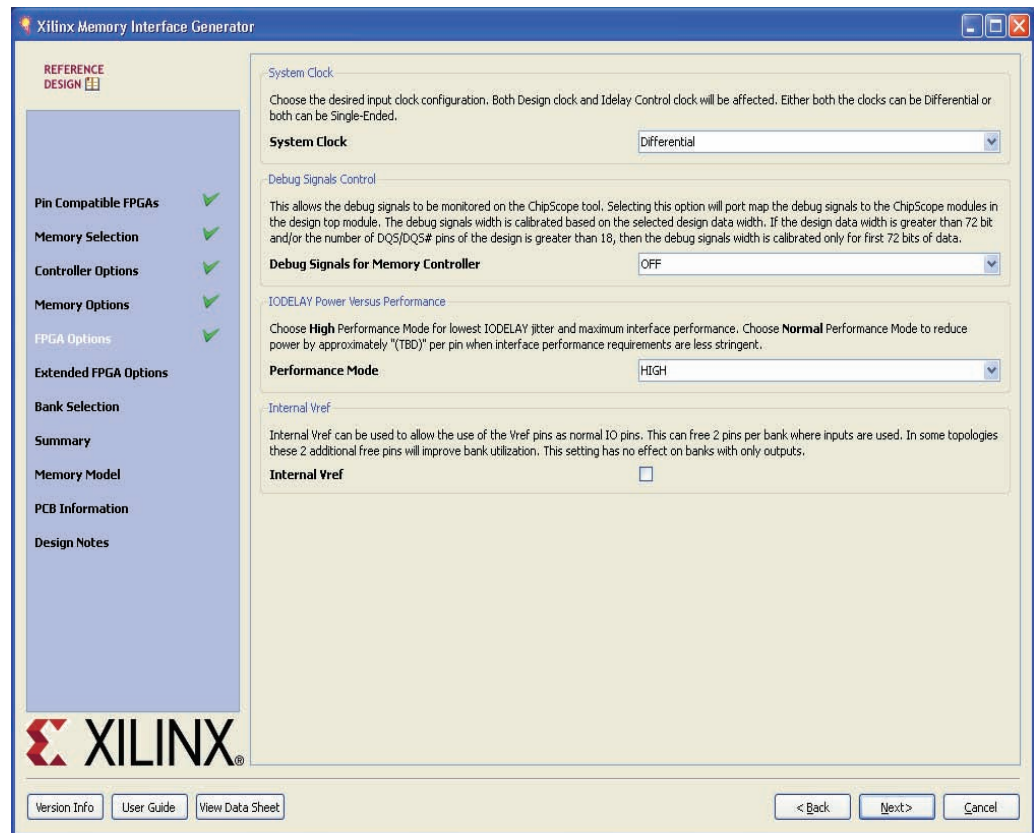 Xilinx Memory Interface Generator
REFERENCE
DESIGN
Pin Compatible FPGAs
Memory Selection
Controller Options
Memory Options
FPGA Options
Extended FPGA Options
Bank Selection
Summary
Memory Model
PCB Information
Design Notes
XILINX®
System Clock
Choose the desired input clock configuration. Both Design clock and Idelay Control clock will be affected. Either both the clocks can be Differential or
both can be Single-Ended.
System Clock Differential
Debug Signals Control
This allows the debug signals to be monitored on the ChipScope tool. Selecting this option will port map the debug signals to the ChipScope modules in
the design top module. The debug signals width is calibrated based on the selected design data width. If the design data width is greater than 72 bit
and/or the number of DQS/DQS# pins of the design is greater than 18, then the debug signals width is calibrated only for first 72 bits of data.
Debug Signals for Memory Controller OFF
IODELAY Power Versus Performance
Choose High Performance Mode for lowest IODELAY jitter and maximum interface performance. Choose Normal Performance Mode to reduce
power by approximately "(TBD)" per pin when interface performance requirements are less stringent.
Performance Mode HIGH
Internal Vref
Internal Vref can be used to allow the use of the Vref pins as normal IO pins. This can free 2 pins per bank where inputs are used. In some topologies
these 2 additional free pins will improve bank utilization. This setting has no effect on banks with only outputs.
Internal Vref
Version Info User Guide View Data Sheet < Back Next> Cancel